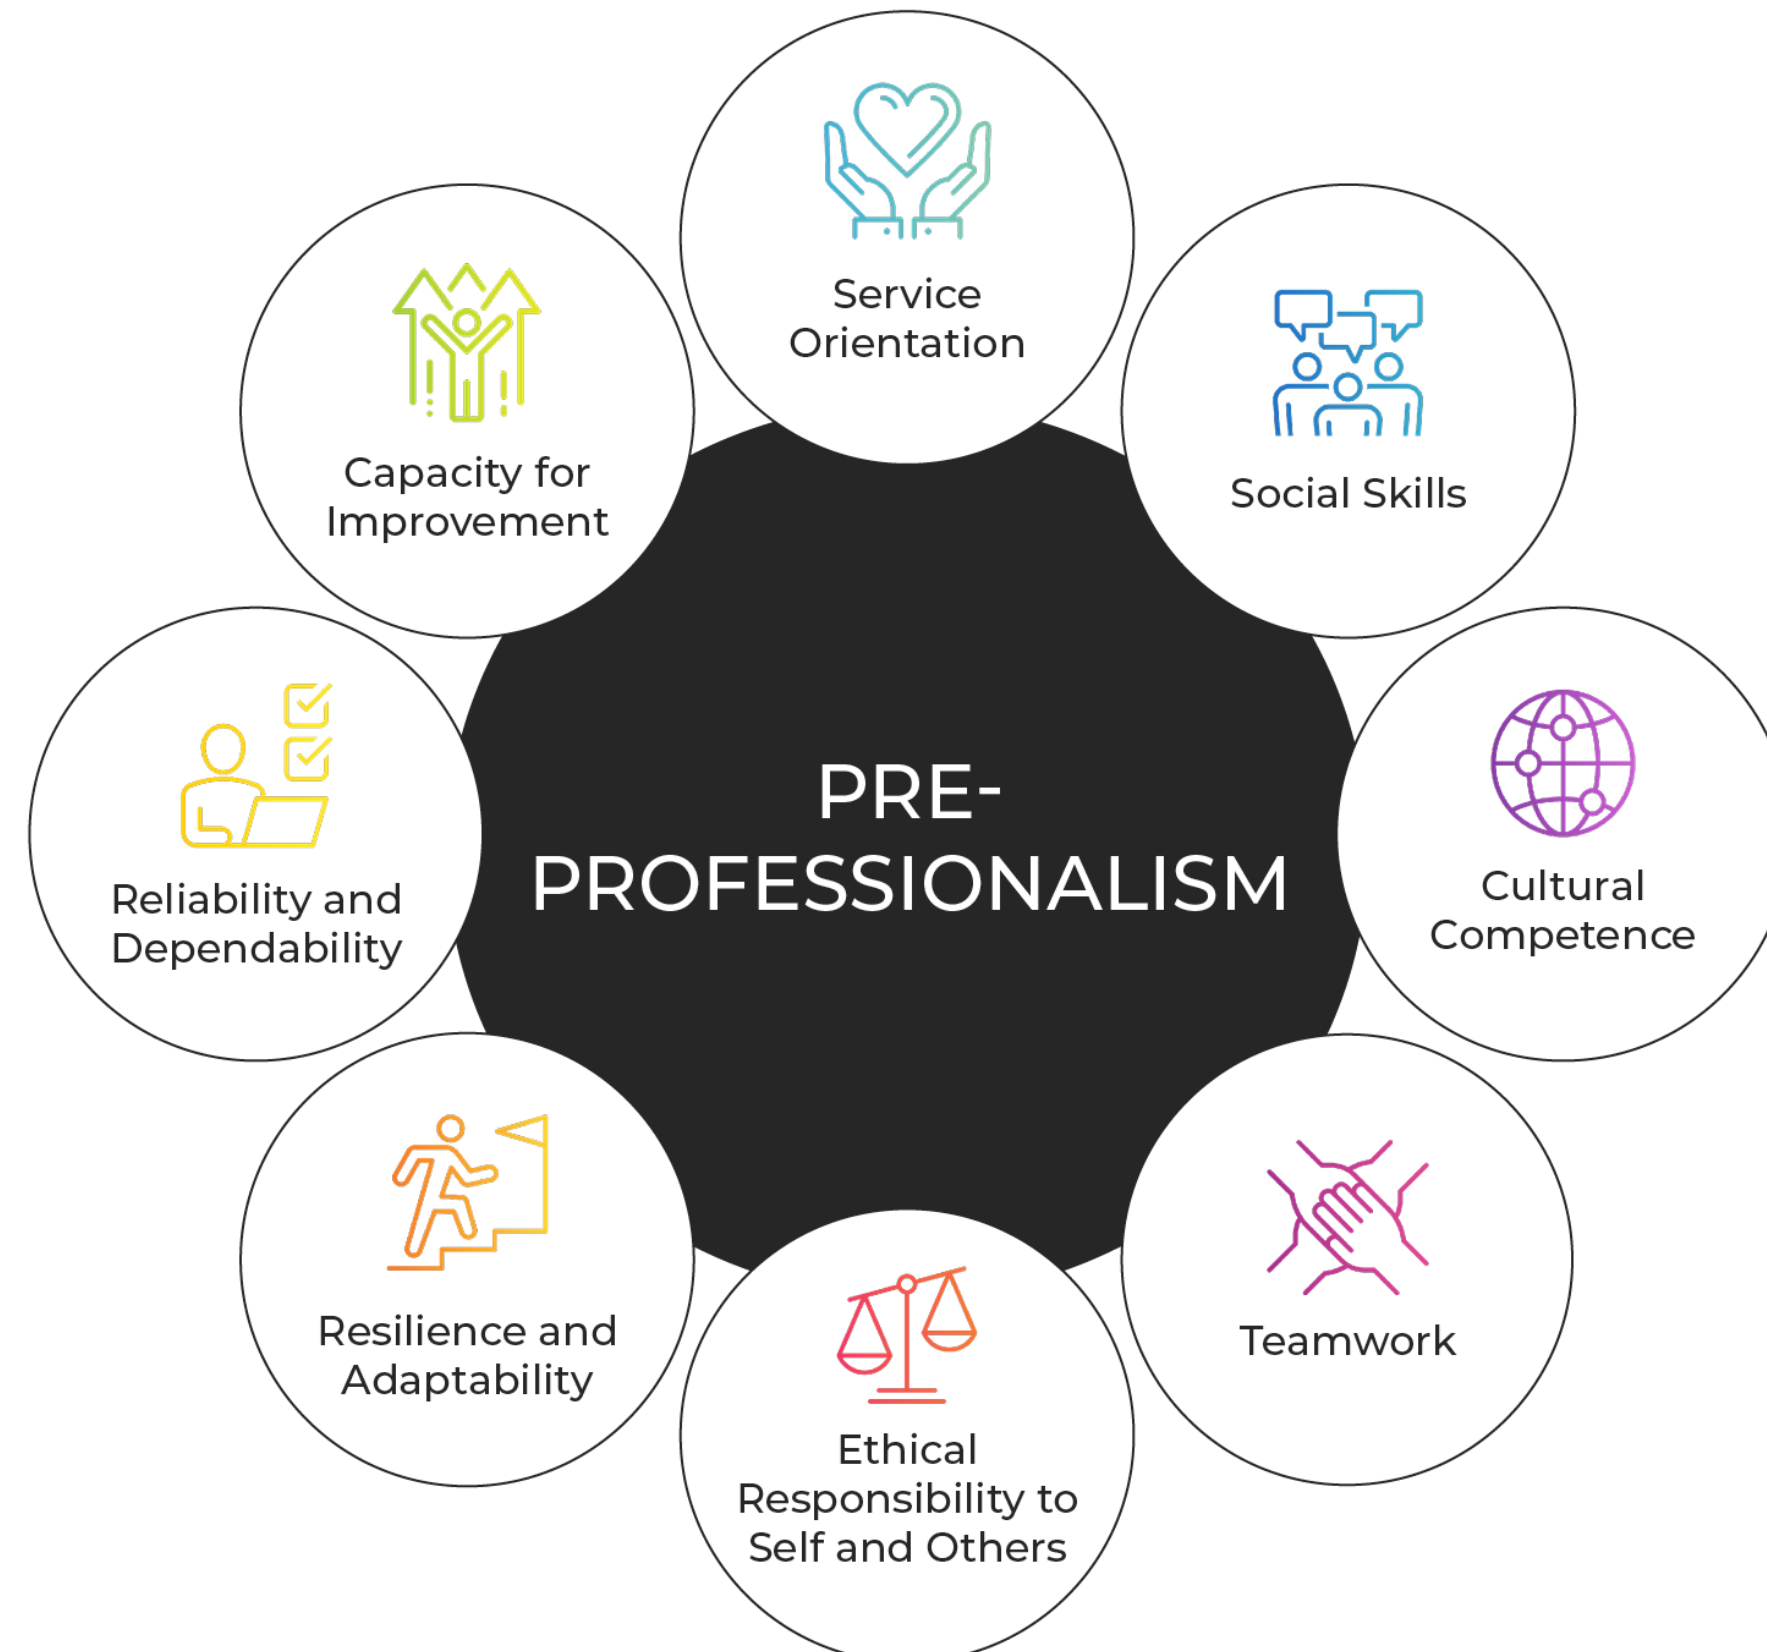 Service
Orientation
Social Skills
Capacity for
Improvement
PRE-
PROFESSIONALISM
Cultural
Competence
Reliability and
Dependability
Teamwork
Resilience and
Adaptability
Ethical
Responsibility to
Self and Others